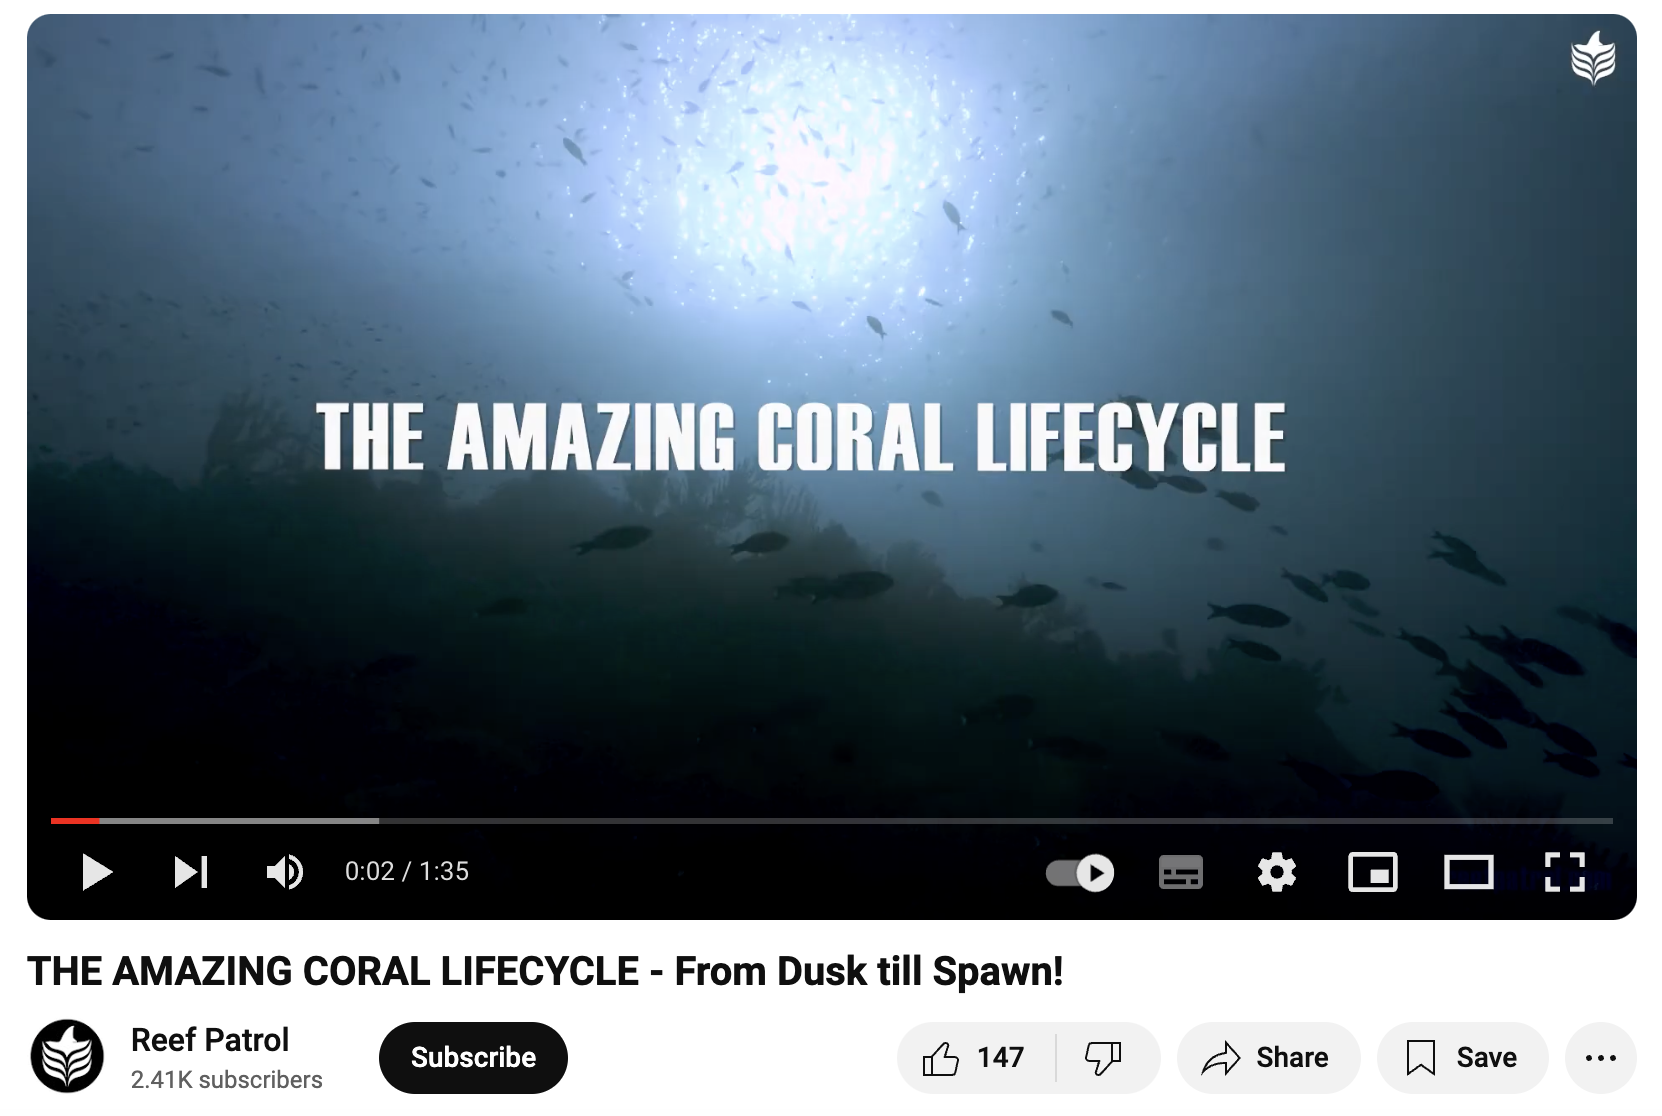 THE AMAZING CORAL LIFECYCLE
0:02 / 1:35
THE AMAZING CORAL LIFECYCLE - From Dusk till Spawn!
Reef Patrol
2.41K subscribers
Subscribe
147
Share
Save